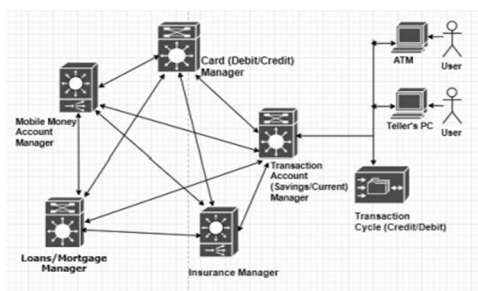 Card (Debit/Credit)
Manager
ATM
User
Mobile Money
Account
Manager
Teller's PC
User
Transaction
Account
(Savings/Current)
Manager
Transaction
Cycle (Credit/Debit)
Loans/Mortgage
Manager
Insurance Manager